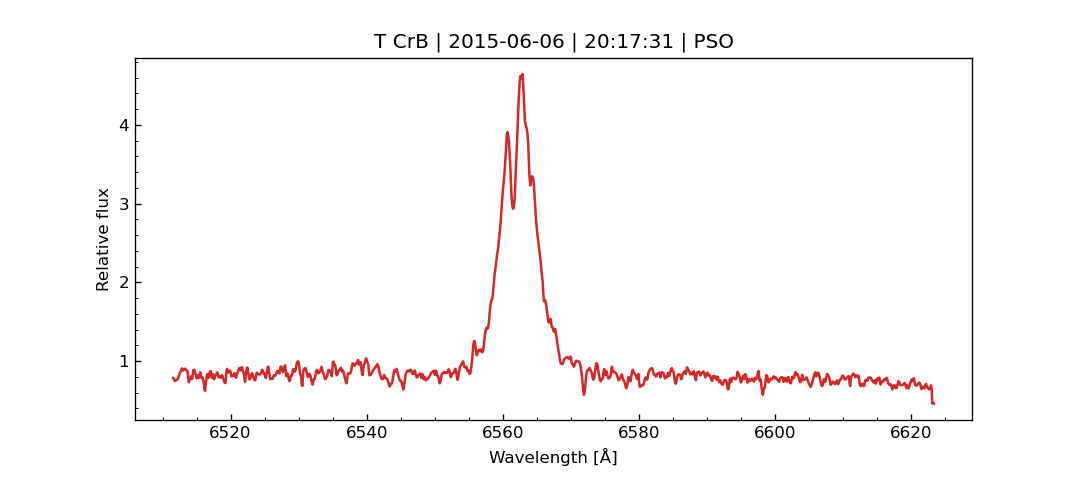 T CrB | 2015-06-06 | 20:17:31 | PSO
Relative flux
4
3
2
1
6520 6540 6560 6580 6600 6620
Wavelength [Å]